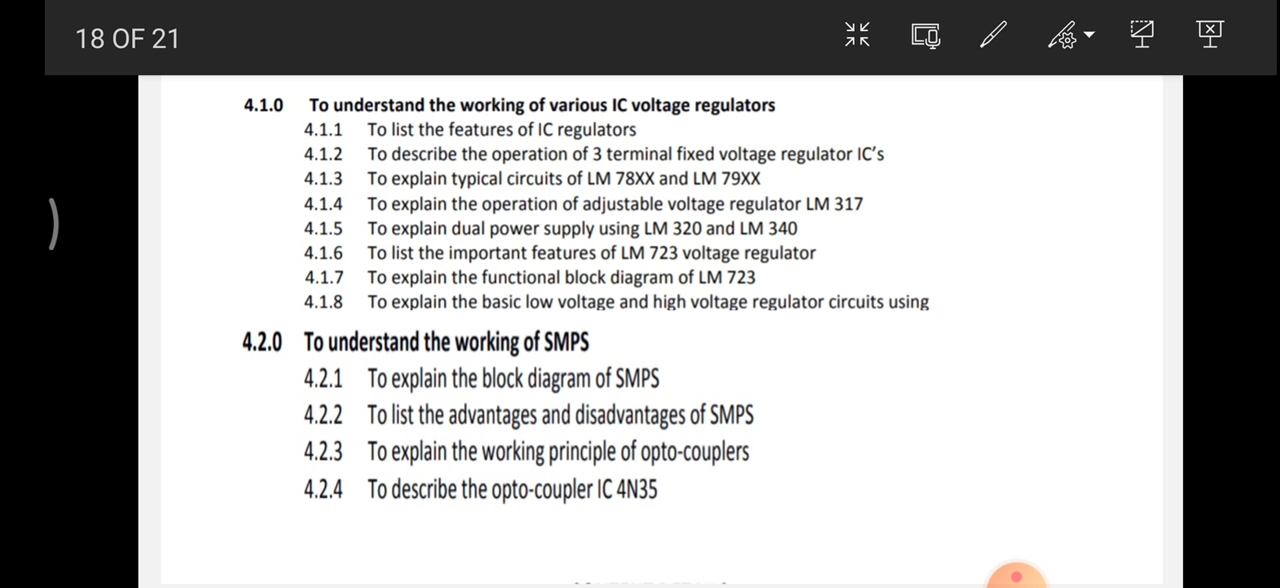 18 OF 21
4.1.0 To understand the working of various IC voltage regulators
4.1.1 To list the features of IC regulators
4.1.2 To describe the operation of 3 terminal fixed voltage regulator IC’s
4.1.3 To explain typical circuits of LM 78XX and LM 79XX
4.1.4 To explain the operation of adjustable voltage regulator LM 317
4.1.5 To explain dual power supply using LM 320 and LM 340
4.1.6 To list the important features of LM 723 voltage regulator
4.1.7 To explain the functional block diagram of LM 723
4.1.8 To explain the basic low voltage and high voltage regulator circuits using
4.2.0 To understand the working of SMPS
4.2.1 To explain the block diagram of SMPS
4.2.2 To list the advantages and disadvantages of SMPS
4.2.3 To explain the working principle of opto-couplers
4.2.4 To describe the opto-coupler IC 4N35